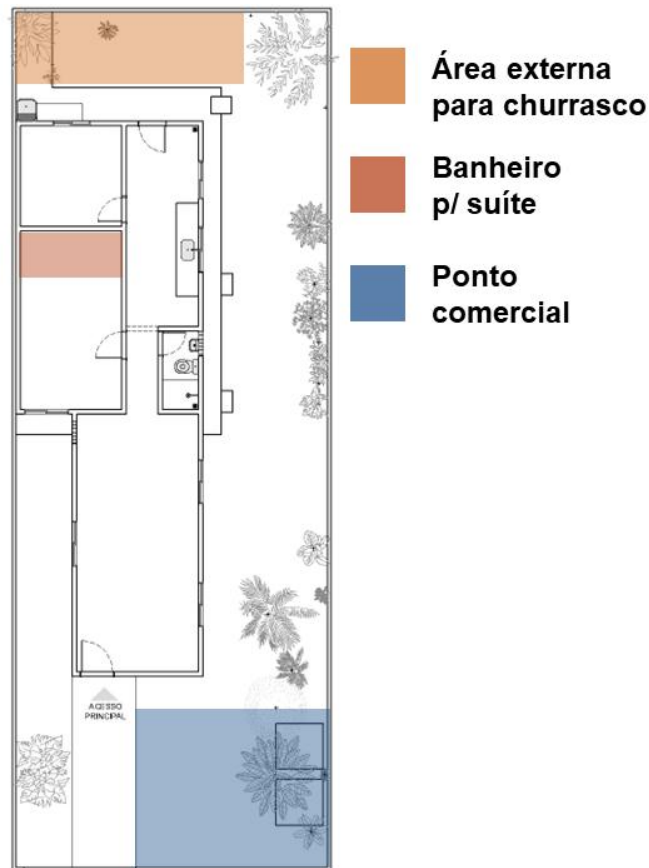 Área externa
para churrasco
Banheiro
p/ suíte
Ponto
comercial
ACESSO
PRINCIPAL